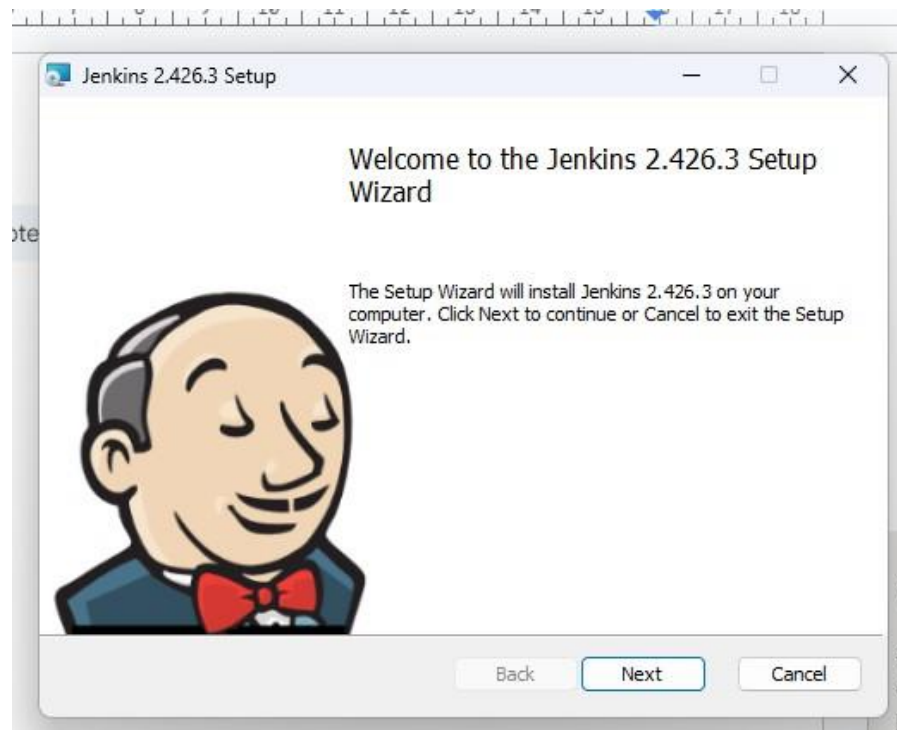 Jenkins 2.426.3 Setup
Welcome to the Jenkins 2.426.3 Setup
Wizard
The Setup Wizard will install Jenkins 2.426.3 on your
computer. Click Next to continue or Cancel to exit the Setup
Wizard.
Back Next Cancel